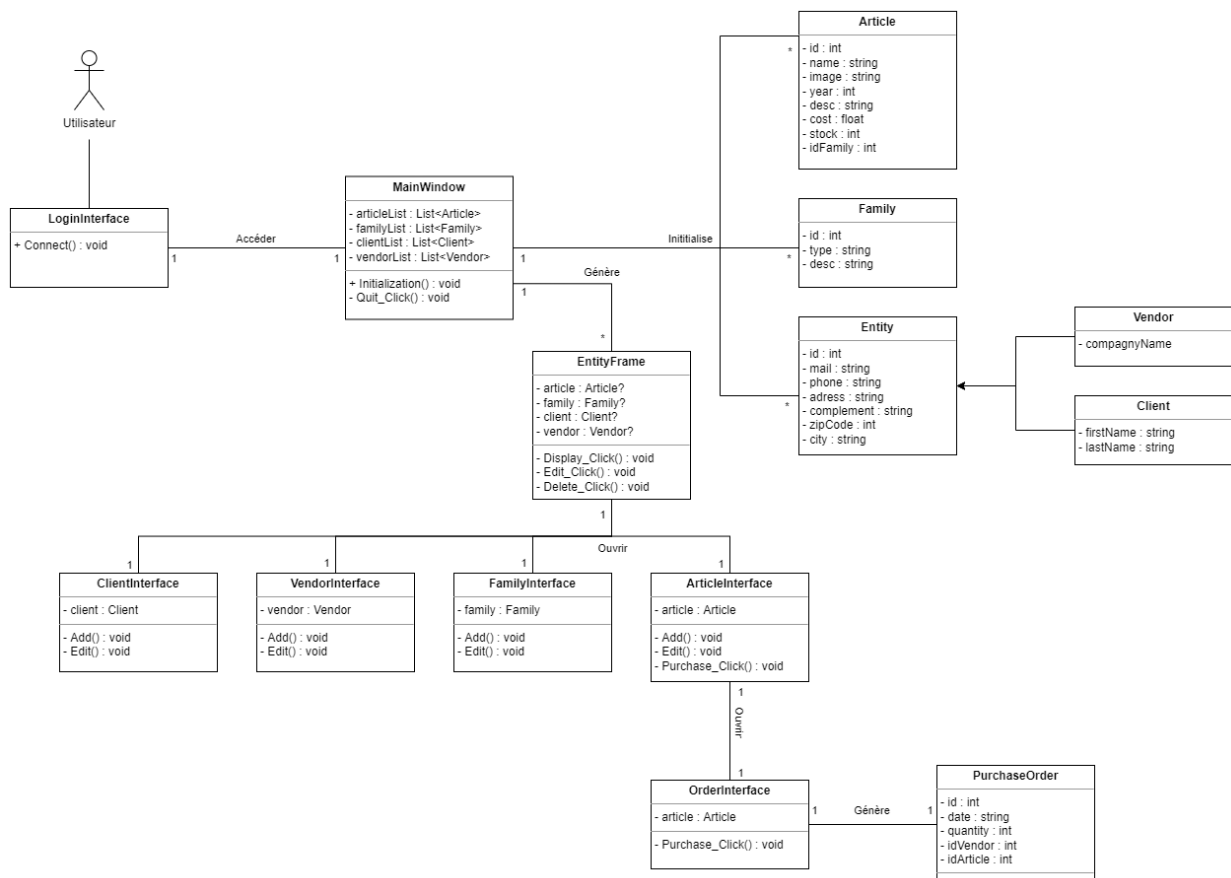 Utilisateur
LoginInterface
+ Connect() : void
1
Accéder
1
MainWindow
- articleList : List<Article>
- familyList : List<Family>
- clientList : List<Client>
- vendorList : List<Vendor>
+ Initialization() : void
- Quit_Click() : void
1
Inititialise
*
*
*
Article
- id : int
- name : string
- image : string
- year : int
- desc : string
- cost : float
- stock : int
- idFamily : int
Family
- id : int
- type : string
- desc : string
Entity
- id : int
- mail : string
- phone : string
- adress : string
- complement : string
- zipCode : int
- city : string
Vendor
- compagnyName
Client
- firstName : string
- lastName : string
1
Génère
*
EntityFrame
- article : Article?
- family : Family?
- client : Client?
- vendor : Vendor?
- Display_Click() : void
- Edit_Click() : void
- Delete_Click() : void
1
Ouvrir
1
1
1
1
ClientInterface
- client : Client
- Add() : void
- Edit() : void
VendorInterface
- vendor : Vendor
- Add() : void
- Edit() : void
FamilyInterface
- family : Family
- Add() : void
- Edit() : void
ArticleInterface
- article : Article
- Add() : void
- Edit() : void
- Purchase_Click() : void
1
Ouvrir
1
OrderInterface
- article : Article
- Purchase_Click() : void
1
Génère
1
PurchaseOrder
- id : int
- date : string
- quantity : int
- idVendor : int
- idArticle : int